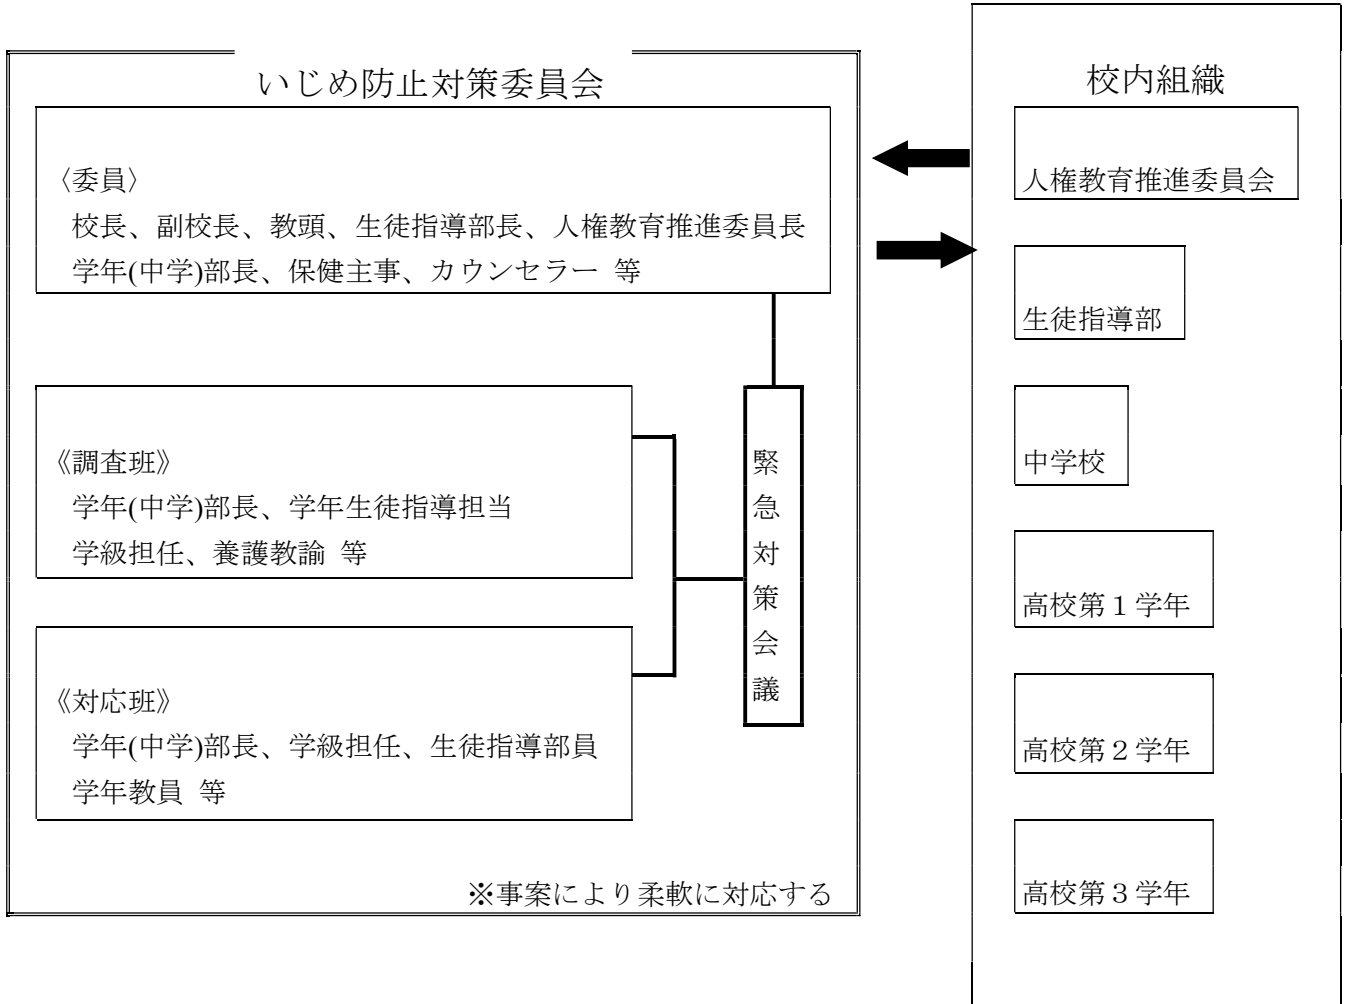 いじめ防止対策委員会
〈委員〉
校長、副校長、教頭、生徒指導部長、人権教育推進委員長
学年(中学)部長、保健主事、カウンセラー 等
《調査班》
学年(中学)部長、学年生徒指導担当
学級担任、養護教諭 等
《対応班》
学年(中学)部長、学級担任、生徒指導部員
学年教員 等
緊急対策会議
※事案により柔軟に対応する
校内組織
人権教育推進委員会
生徒指導部
中学校
高校第１学年
高校第２学年
高校第３学年